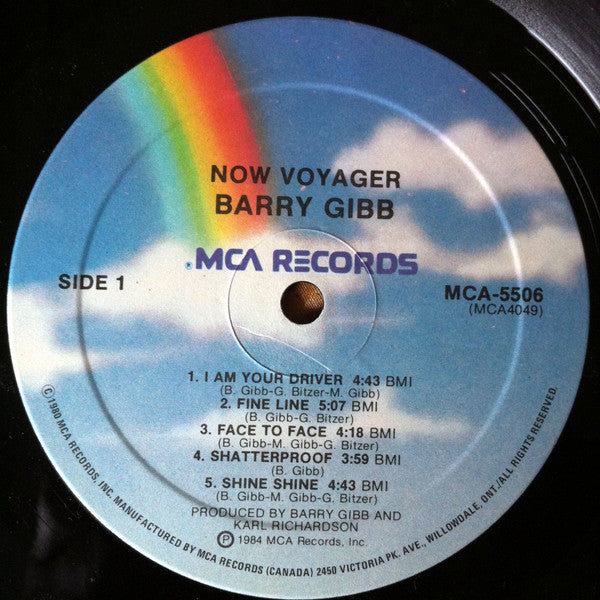 NOW VOYAGER
BARRY GIBB
® MCA RECORDS
SIDE 1
MCA-5506
(MCA4049)
1. I AM YOUR DRIVER 4:43 BMI
(B. Gibb-G. Bitzer-M. Gibb)
2. FINE LINE 5:07 BMI
(B. Gibb-G. Bitzer)
3. FACE TO FACE 4:18 BMI
(B. Gibb-M. Gibb-G. Bitzer)
4. SHATTERPROOF 3:59 BMI
(B. Gibb)
5. SHINE SHINE 4:43 BMI
(B. Gibb-M. Gibb-G. Bitzer)
PRODUCED BY BARRY GIBB AND
KARL RICHARDSON
℗ 1984 MCA Records, Inc.
© 1980 MCA RECORDS, INC. MANUFACTURED BY MCA RECORDS (CANADA) 2450 VICTORIA PK. AVE., WILLOWDALE, ONT./ALL RIGHTS RESERVED.